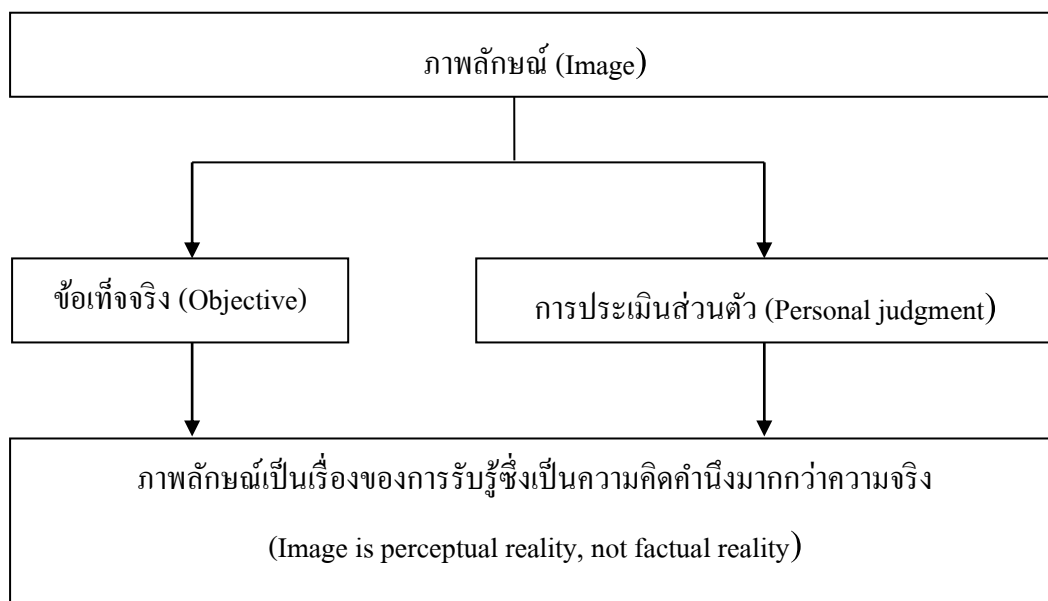 ภาพลักษณ์ (Image)
ข้อเท็จจริง (Objective)
การประเมินส่วนตัว (Personal judgment)
ภาพลักษณ์เป็นเรื่องของการรับรู้ซึ่งเป็นความคิดคำนึงมากกว่าความจริง
(Image is perceptual reality, not factual reality)